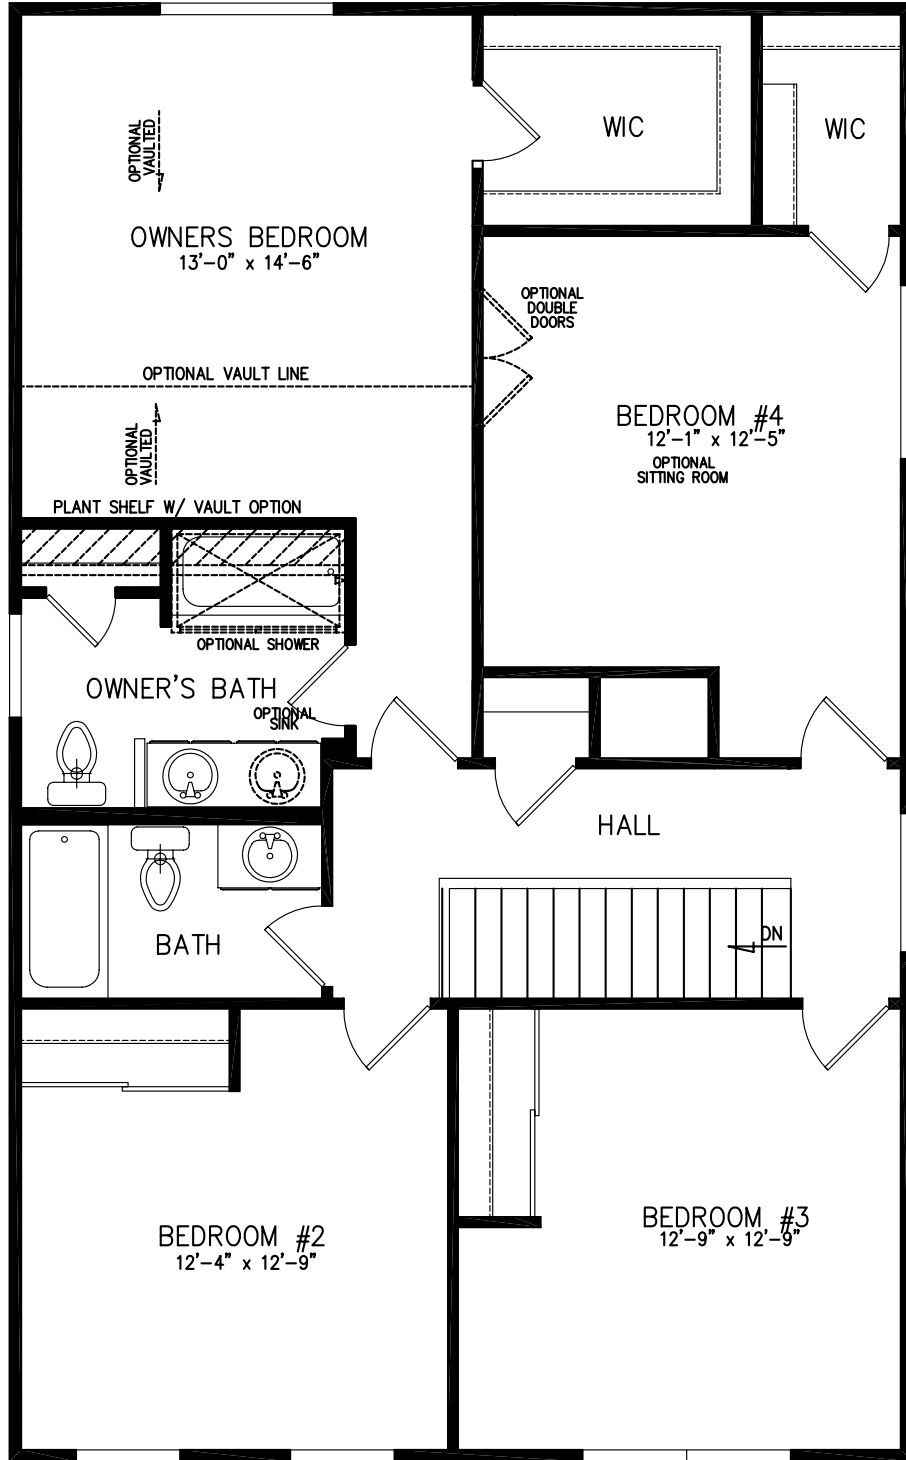 OPTIONAL
VAULTED
WIC
WIC
OWNERS BEDROOM
13'-0" x 14'-6"
OPTIONAL
DOUBLE
DOORS
OPTIONAL VAULT LINE
BEDROOM #4
12'-1" x 12'-5"
OPTIONAL
SITTING ROOM
OPTIONAL
VAULTED
PLANT SHELF W/ VAULT OPTION
OPTIONAL SHOWER
OWNER'S BATH
OPTIONAL
SINK
HALL
BATH
DN
BEDROOM #2
12'-4" x 12'-9"
BEDROOM #3
12'-9" x 12'-9"